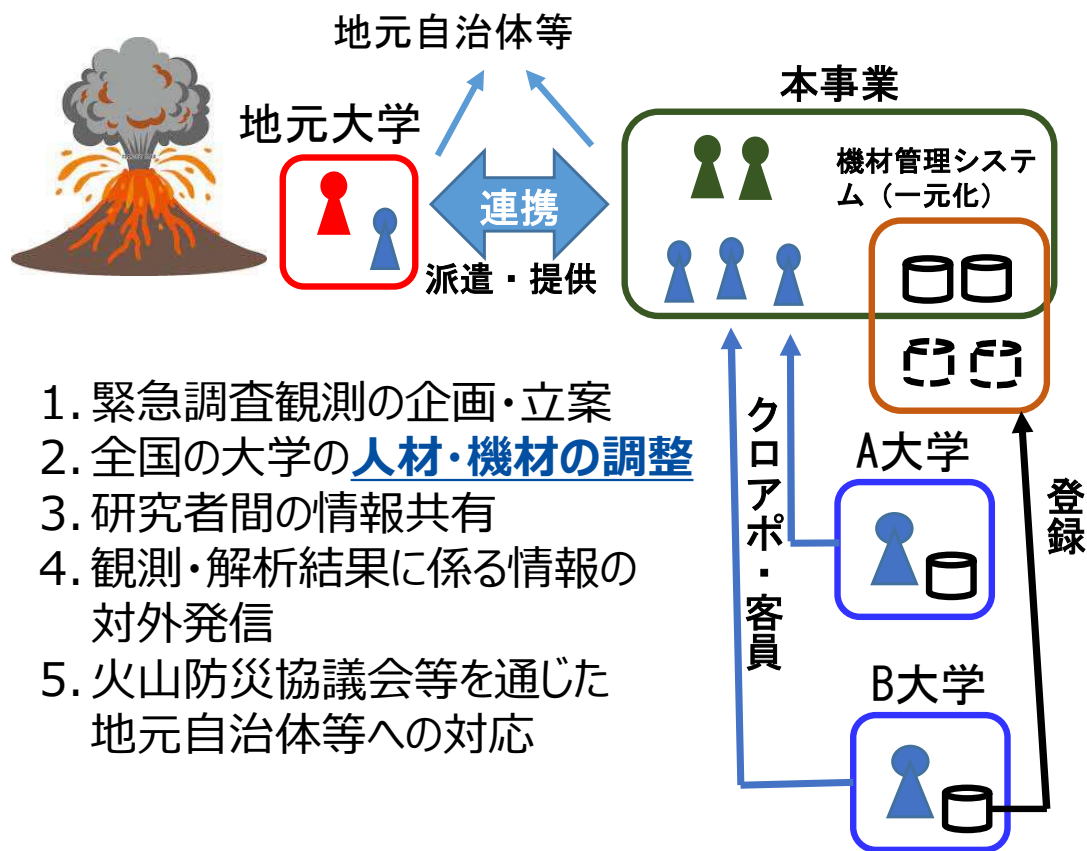 地元自治体等
本事業
地元大学
機材管理システ
ム（一元化）
連携
派遣・提供
1. 緊急調査観測の企画・立案
2. 全国の大学の人材・機材の調整
3. 研究者間の情報共有
4. 観測・解析結果に係る情報の
対外発信
5. 火山防災協議会等を通じた
地元自治体等への対応
クロアポ・客員
A大学
登録
B大学